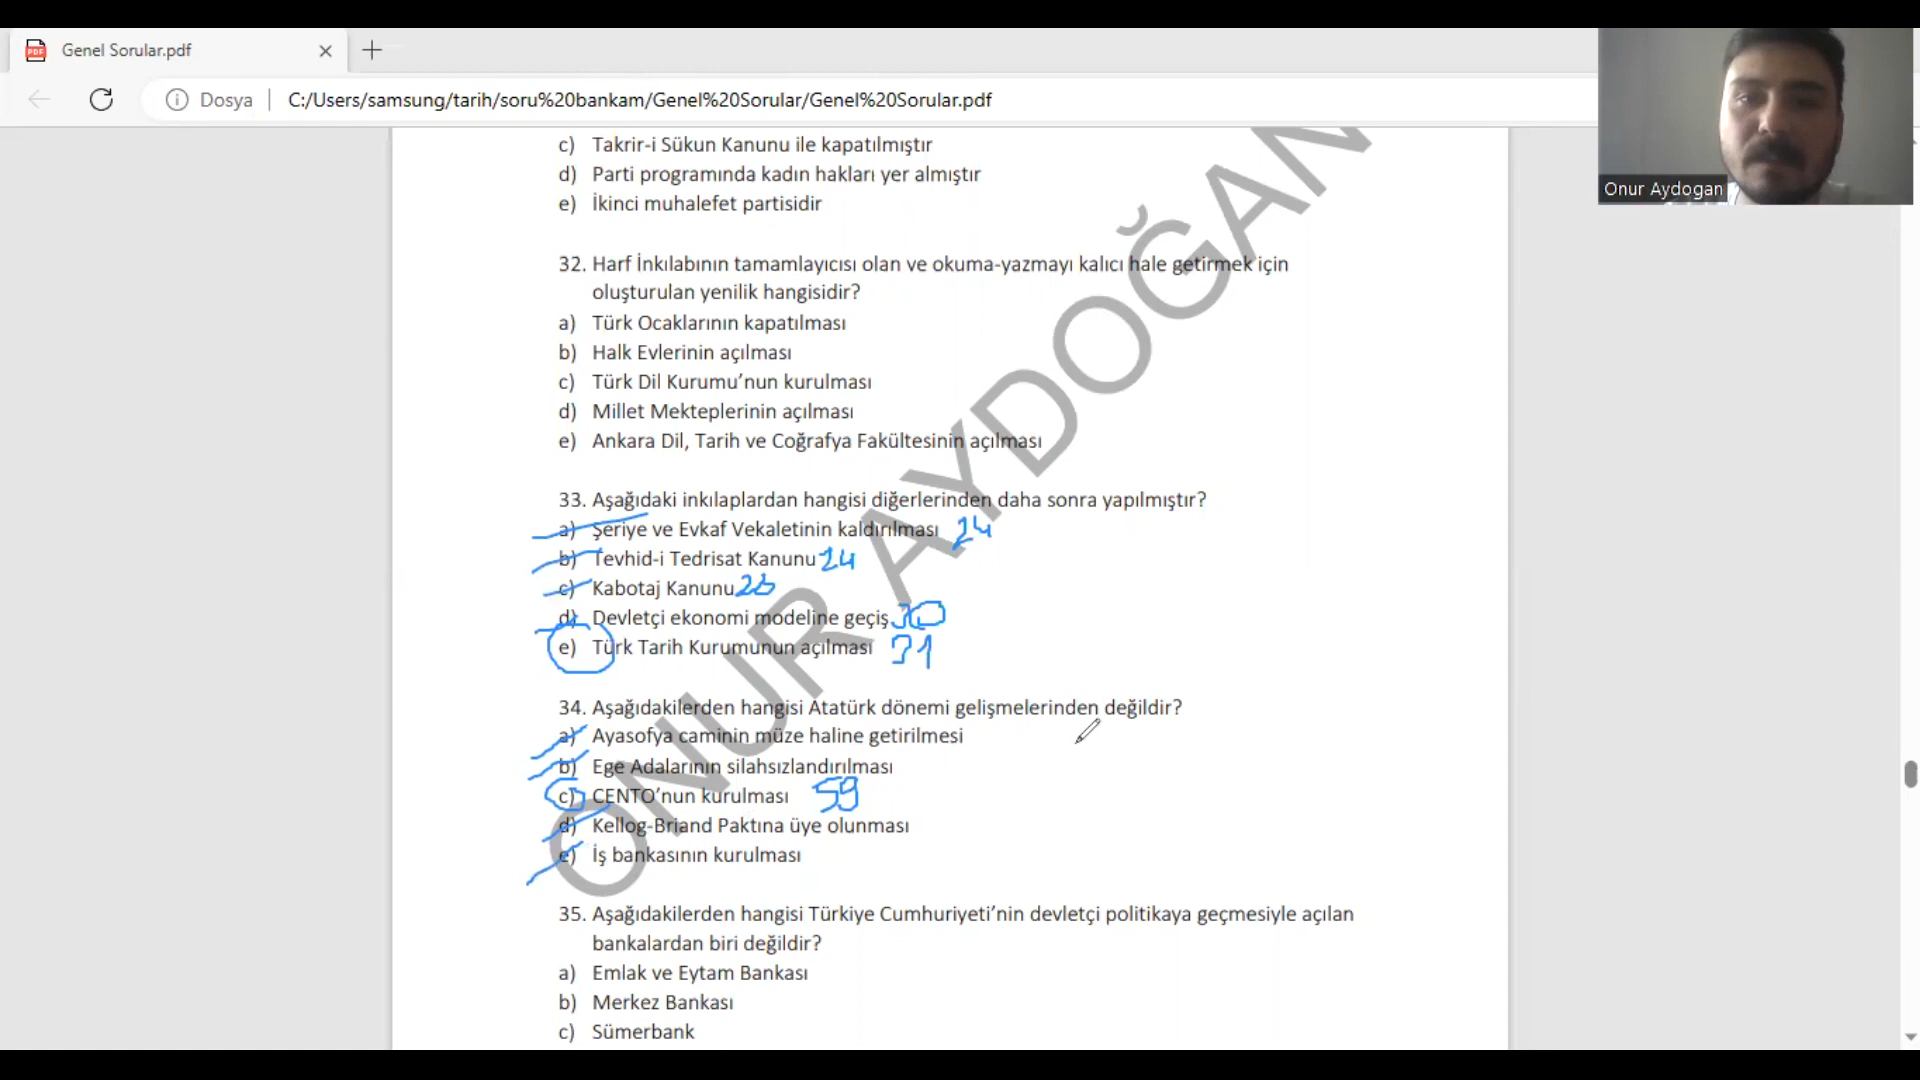 Genel Sorular.pdf
Dosya
C:/Users/samsung/tarih/soru%20bankam/Genel%20Sorular/Genel%20Sorular.pdf
Onur Aydogan
c) Takrir-i Sükun Kanunu ile kapatılmıştır
d) Parti programında kadın hakları yer almıştır
e) İkinci muhalefet partisidir
32. Harf İnkılabının tamamlayıcısı olan ve okuma-yazmayı kalıcı hale getirmek için
oluşturulan yenilik hangisidir?
a) Türk Ocaklarının kapatılması
b) Halk Evlerinin açılması
c) Türk Dil Kurumu’nun kurulması
d) Millet Mekteplerinin açılması
e) Ankara Dil, Tarih ve Coğrafya Fakültesinin açılması
33. Aşağıdaki inkılaplardan hangisi diğerlerinden daha sonra yapılmıştır?
a) Şeriye ve Evkaf Vekaletinin kaldırılması 24
b) Tevhid-i Tedrisat Kanunu 24
c) Kabotaj Kanunu 26
d) Devletçi ekonomi modeline geçiş 30
e) Türk Tarih Kurumunun açılması 31
34. Aşağıdakilerden hangisi Atatürk dönemi gelişmelerinden değildir?
a) Ayasofya caminin müze haline getirilmesi
b) Ege Adalarının silahsızlandırılması
c) CENTO’nun kurulması 59
d) Kellog-Briand Paktına üye olunması
e) İş bankasının kurulması
35. Aşağıdakilerden hangisi Türkiye Cumhuriyeti’nin devletçi politikaya geçmesiyle açılan
bankalardan biri değildir?
a) Emlak ve Eytam Bankası
b) Merkez Bankası
c) Sümerbank
ONUR AYDOĞAN